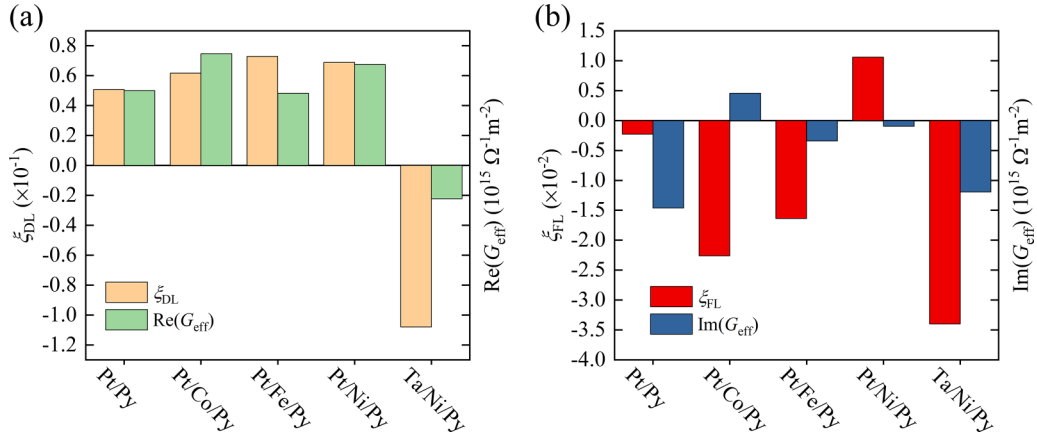 (a)
0.8
0.6
0.4
0.2
0.0
-0.2
-0.4
-0.6
-0.8
-1.0
-1.2
ξDL (×10⁻¹)
Re(Geff) (10¹⁵ Ω⁻¹m⁻²)
ξDL
Re(Geff)
Pt/Py
Pt/Co/Py
Pt/Fe/Py
Pt/Ni/Py
Ta/Ni/Py
(b)
1.5
1.0
0.5
0.0
-0.5
-1.0
-1.5
-2.0
-2.5
-3.0
-3.5
-4.0
ξFL (×10⁻²)
Im(Geff) (10¹⁵ Ω⁻¹m⁻²)
ξFL
Im(Geff)
Pt/Py
Pt/Co/Py
Pt/Fe/Py
Pt/Ni/Py
Ta/Ni/Py